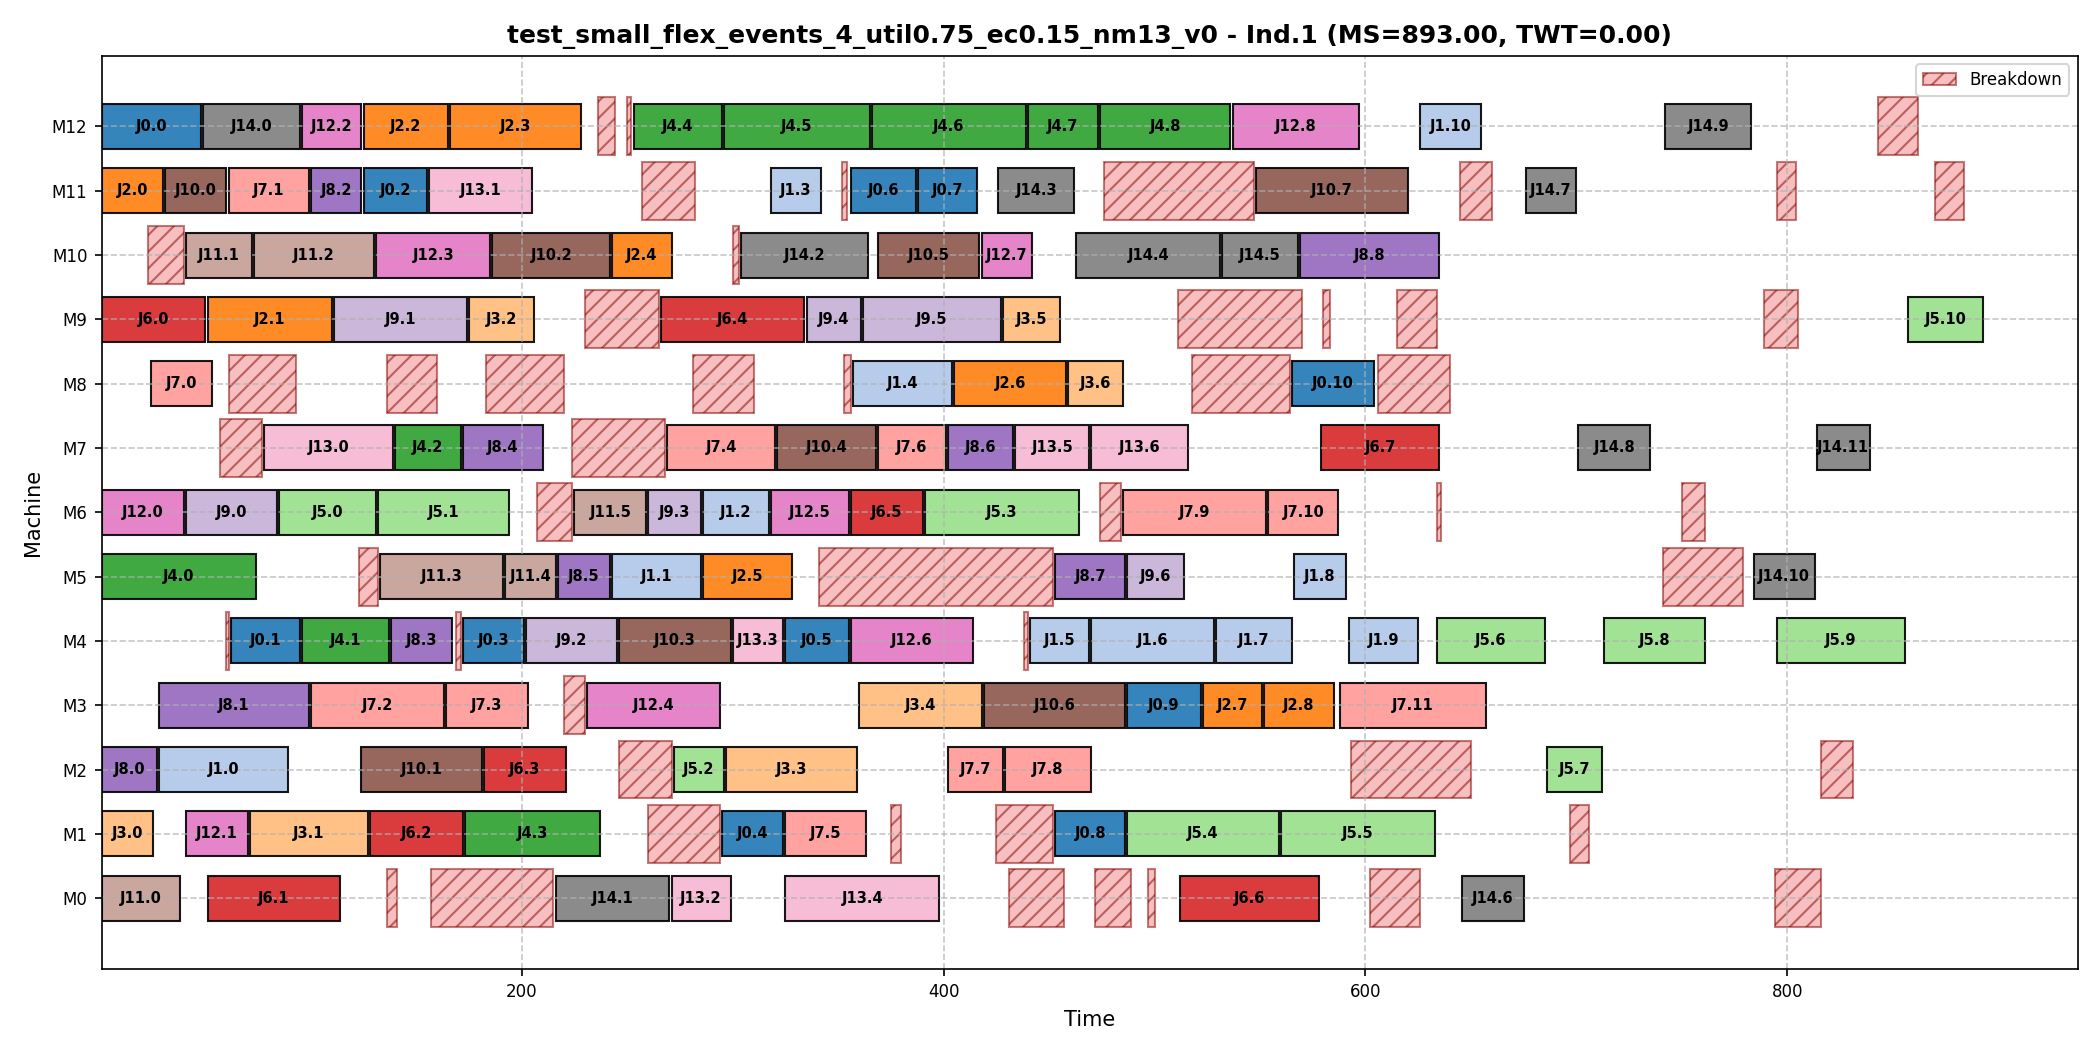 test_small_flex_events_4_util0.75_ec0.15_nm13_v0 - Ind.1 (MS=893.00, TWT=0.00)
Breakdown
M12 J0.0 J14.0 J12.2 J2.2 J2.3 J4.4 J4.5 J4.6 J4.7 J4.8 J12.8 J1.10 J14.9
M11 J2.0 J10.0 J7.1 J8.2 J0.2 J13.1 J1.3 J0.6 J0.7 J14.3 J10.7 J14.7
M10 J11.1 J11.2 J12.3 J10.2 J2.4 J14.2 J10.5 J12.7 J14.4 J14.5 J8.8
M9 J6.0 J2.1 J9.1 J3.2 J6.4 J9.4 J9.5 J3.5 J5.10
M8 J7.0 J1.4 J2.6 J3.6 J0.10
M7 J13.0 J4.2 J8.4 J7.4 J10.4 J7.6 J8.6 J13.5 J13.6 J6.7 J14.8 J14.11
M6 J12.0 J9.0 J5.0 J5.1 J11.5 J9.3 J1.2 J12.5 J6.5 J5.3 J7.9 J7.10
M5 J4.0 J11.3 J11.4 J8.5 J1.1 J2.5 J8.7 J9.6 J1.8 J14.10
M4 J0.1 J4.1 J8.3 J0.3 J9.2 J10.3 J13.3 J0.5 J12.6 J1.5 J1.6 J1.7 J1.9 J5.6 J5.8 J5.9
M3 J8.1 J7.2 J7.3 J12.4 J3.4 J10.6 J0.9 J2.7 J2.8 J7.11
M2 J8.0 J1.0 J10.1 J6.3 J5.2 J3.3 J7.7 J7.8 J5.7
M1 J3.0 J12.1 J3.1 J6.2 J4.3 J0.4 J7.5 J0.8 J5.4 J5.5
M0 J11.0 J6.1 J14.1 J13.2 J13.4 J6.6 J14.6
Machine
200 400 600 800
Time